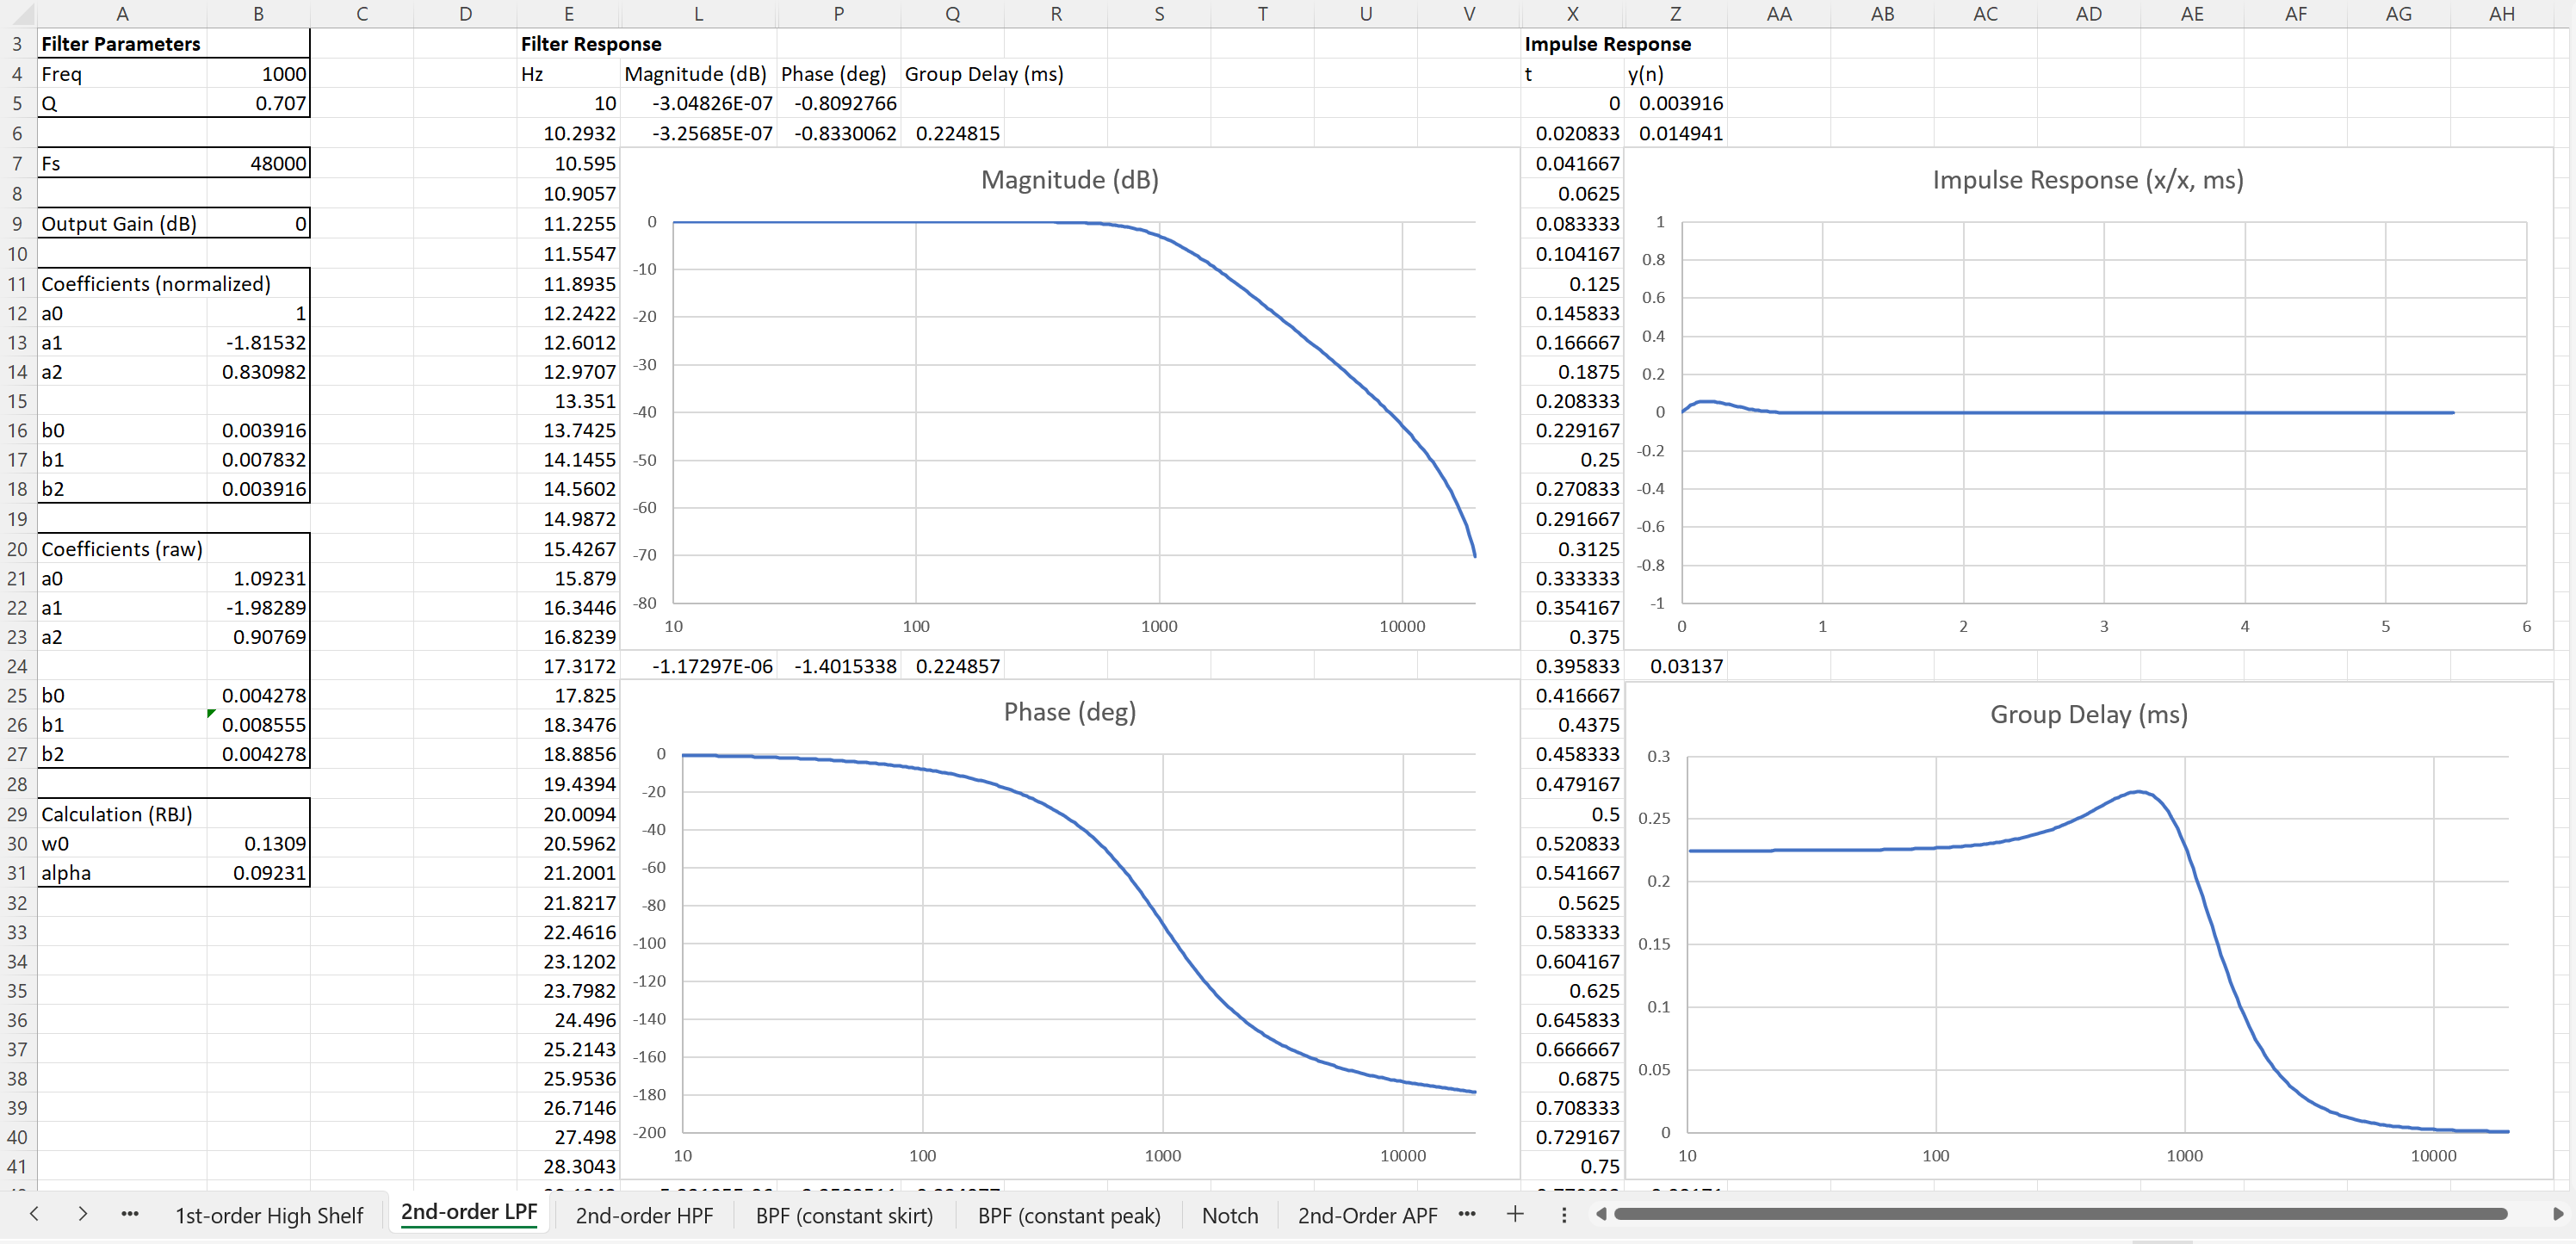 A B C D E L P Q R S T U V X Z AA AB AC AD AE AF AG AH
3 Filter Parameters Filter Response Impulse Response
4 Freq 1000 Hz Magnitude (dB) Phase (deg) Group Delay (ms) t y(n)
5 Q 0.707 10 -3.04826E-07 -0.8092766 0 0.003916
6 10.2932 -3.25685E-07 -0.8330062 0.224815 0.020833 0.014941
7 Fs 48000 10.595 0.041667
8 10.9057 0.0625
9 Output Gain (dB) 0 11.2255 0.083333
10 11.5547 0.104167
11 Coefficients (normalized) 11.8935 0.125
12 a0 1 12.2422 0.145833
13 a1 -1.81532 12.6012 0.166667
14 a2 0.830982 12.9707 0.1875
15 13.351 0.208333
16 b0 0.003916 13.7425 0.229167
17 b1 0.007832 14.1455 0.25
18 b2 0.003916 14.5602 0.270833
19 14.9872 0.291667
20 Coefficients (raw) 15.4267 0.3125
21 a0 1.09231 15.879 0.333333
22 a1 -1.98289 16.3446 0.354167
23 a2 0.90769 16.8239 0.375
24 17.3172 -1.17297E-06 -1.4015338 0.224857 0.395833 0.03137
25 b0 0.004278 17.825 0.416667
26 b1 0.008555 18.3476 0.4375
27 b2 0.004278 18.8856 0.458333
28 19.4394 0.479167
29 Calculation (RBJ) 20.0094 0.5
30 w0 0.1309 20.5962 0.520833
31 alpha 0.09231 21.2001 0.541667
32 21.8217 0.5625
33 22.4616 0.583333
34 23.1202 0.604167
35 23.7982 0.625
36 24.496 0.645833
37 25.2143 0.666667
38 25.9536 0.6875
39 26.7146 0.708333
40 27.498 0.729167
41 28.3043 0.75
Magnitude (dB)
0
-10
-20
-30
-40
-50
-60
-70
-80
10 100 1000 10000
Impulse Response (x/x, ms)
1
0.8
0.6
0.4
0.2
0
-0.2
-0.4
-0.6
-0.8
-1
0 1 2 3 4 5 6
Phase (deg)
0
-20
-40
-60
-80
-100
-120
-140
-160
-180
-200
10 100 1000 10000
Group Delay (ms)
0.3
0.25
0.2
0.15
0.1
0.05
0
10 100 1000 10000
1st-order High Shelf 2nd-order LPF 2nd-order HPF BPF (constant skirt) BPF (constant peak) Notch 2nd-Order APF